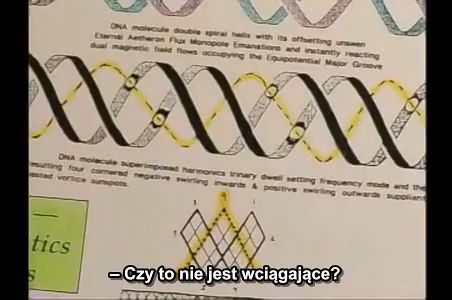 DNA molecule double spiral helix with its offsetting unseen
Eternal Aetheron Flux Monopole Emanations and instantly reacting
dual magnetic field flows occupying the Equipotential Major Groove
DNA molecule superimposed harmonics trinary dwell setting frequency mode and the
resulting four cornered negative swirling inwards & positive swirling outwards
vortice sunspots.
tics
s
– Czy to nie jest wciągające?